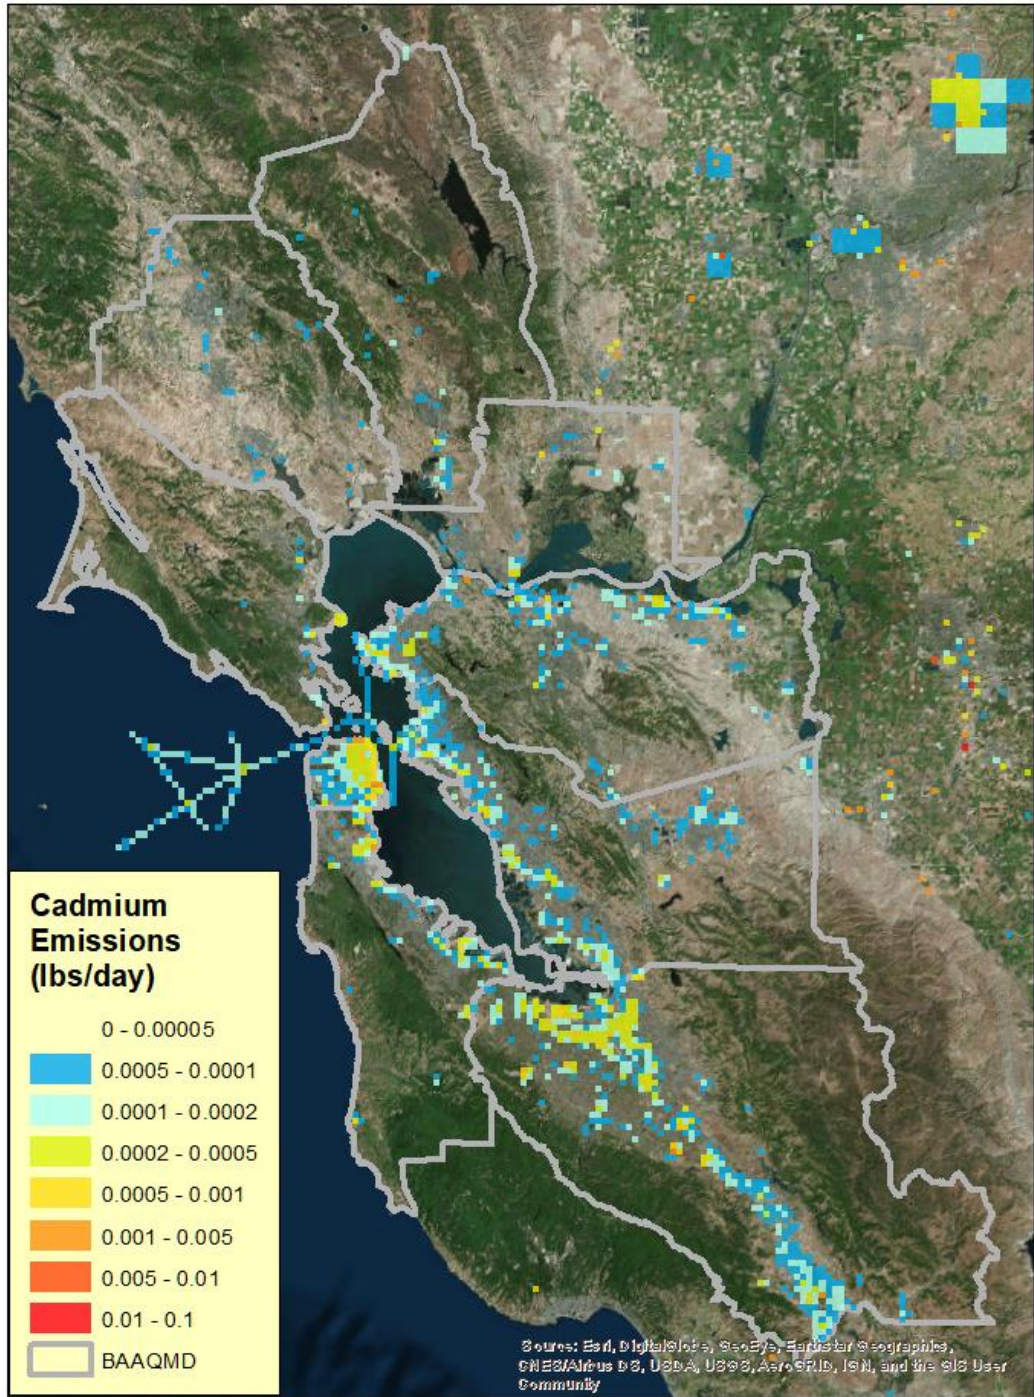 Cadmium
Emissions
(lbs/day)
0 - 0.00005
0.0005 - 0.0001
0.0001 - 0.0002
0.0002 - 0.0005
0.0005 - 0.001
0.001 - 0.005
0.005 - 0.01
0.01 - 0.1
BAAQMD
Source: Esri, DigitalGlobe, GeoEye, Earthstar Geographics,
CNES/Airbus DS, USDA, USGS, AeroGRID, IGN, and the GIS User
Community